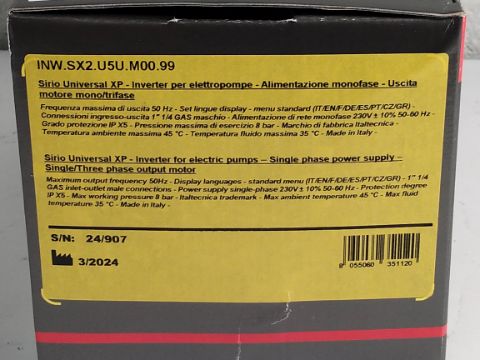 INW.SX2.U5U.M00.99
Sirio Universal XP - Inverter per elettropompe - Alimentazione monofase - Uscita
motore mono/trifase
Frequenza massima di uscita 50 Hz - Set lingue display - menu standard (IT/EN/F/DE/ES/PT/CZ/GR) -
Connessioni ingresso-uscita 1" 1/4 GAS maschio - Alimentazione di rete monofase 230V ± 10% 50-60 Hz -
Grado protezione IP X5 - Pressione massima di esercizio 8 bar - Marchio di fabbrica Italtecnica -
Temperatura ambiente massima 45 °C - Temperatura fluido massima 35 °C - Made in Italy -
Sirio Universal XP - Inverter for electric pumps – Single phase power supply –
Single/Three phase output motor
Maximum output frequency 50Hz - Display languages - standard menu (IT/EN/F/DE/ES/PT/CZ/GR) - 1" 1/4
GAS inlet-outlet male connections - Power supply single-phase 230V ± 10% 50-60 Hz - Protection degree
IP X5 - Max working pressure 8 bar - Italtecnica trademark - Max ambient temperature 45 °C - Max fluid
temperature 35 °C - Made in Italy -
S/N: 24/907
3/2024
8 055060 351120